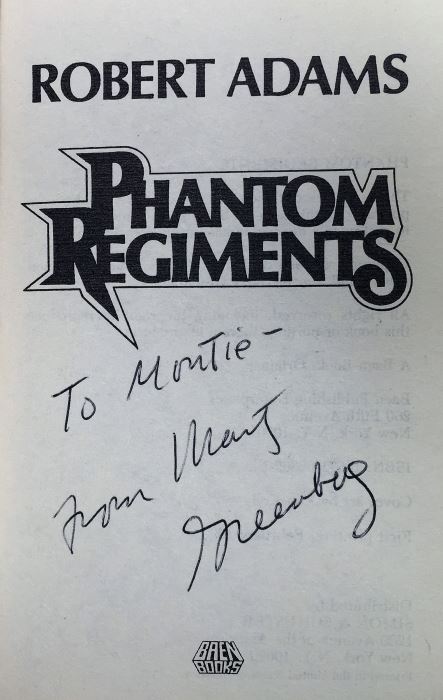 ROBERT ADAMS
PHANTOM
REGIMENTS
To Montie –
from Marty
Greenberg
BAEN
BOOKS